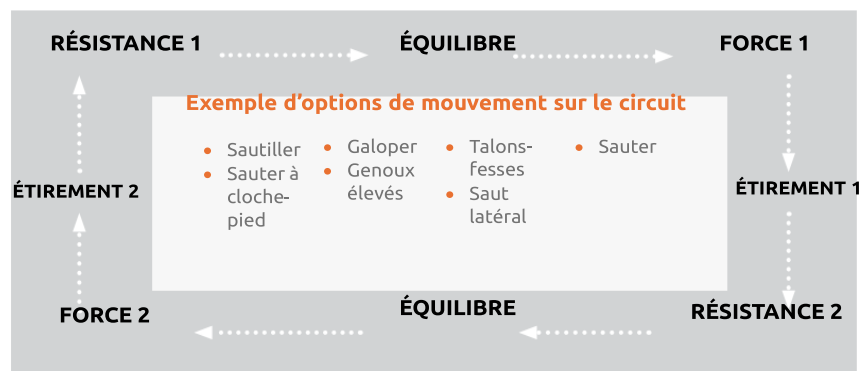 RÉSISTANCE 1
ÉQUILIBRE
FORCE 1
Exemple d'options de mouvement sur le circuit
• Sautiller
• Sauter à
cloche-
pied
• Galoper
• Genoux
élevés
• Talons-
fesses
• Saut
latéral
• Sauter
ÉTIREMENT 2
ÉTIREMENT 1
FORCE 2
ÉQUILIBRE
RÉSISTANCE 2